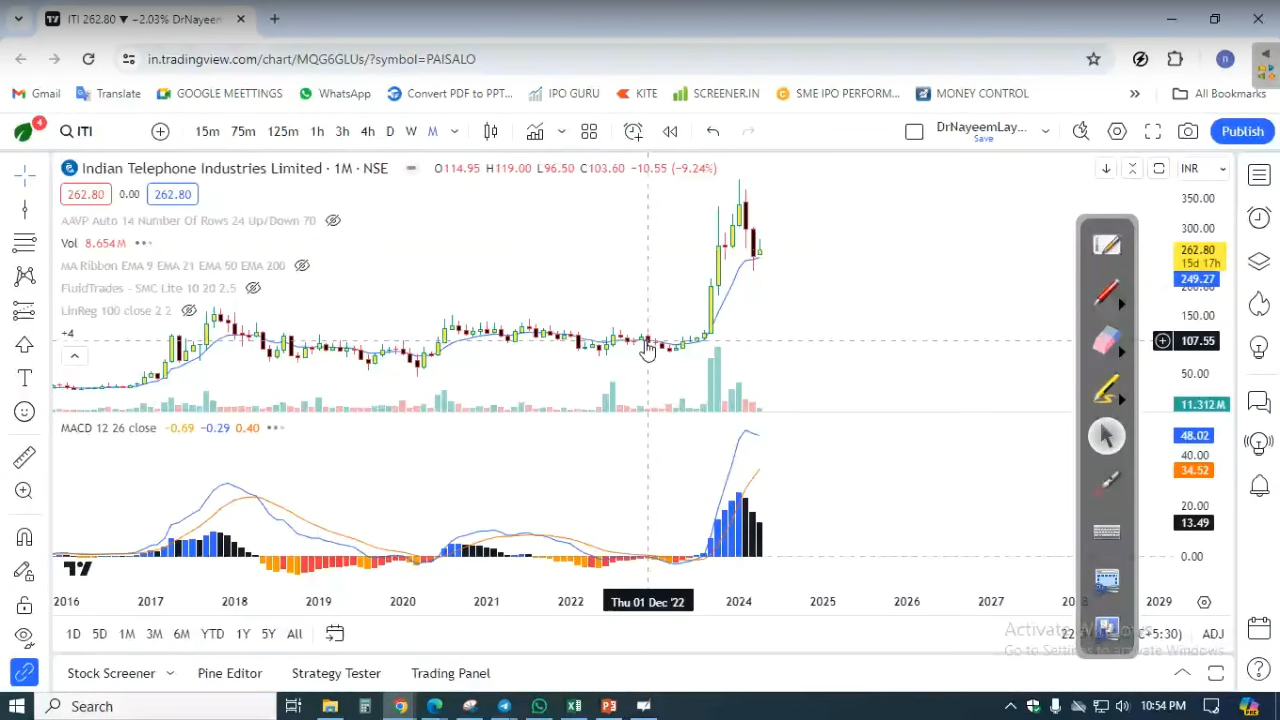 ITI 262.80 ▼ −2.03% DrNayeem
in.tradingview.com/chart/MQG6GLUs/?symbol=PAISALO
n
Gmail Translate GOOGLE MEETINGS WhatsApp Convert PDF to PPT... IPO GURU KITE SCREENER.IN SME IPO PERFORM... MONEY CONTROL » All Bookmarks
4 ITI 15m 75m 125m 1h 3h 4h D W M DrNayeemLay... Save Publish
Indian Telephone Industries Limited · 1M · NSE O114.95 H119.00 L96.50 C103.60 −10.55 (−9.24%) INR
262.80 0.00 262.80
AAVP Auto 14 Number Of Rows 24 Up/Down 70
Vol 8.654M
MA Ribbon EMA 9 EMA 21 EMA 50 EMA 200
FluidTrades - SMC Lite 10 20 2.5
LinReg 100 close 2 2
+4
350.00
300.00
262.80
15d 17h
249.27
150.00
107.55
50.00
11.312M
MACD 12 26 close −0.69 −0.29 0.40
48.02
40.00
34.52
20.00
13.49
0.00
2016 2017 2018 2019 2020 2021 2022 Thu 01 Dec '22 2024 2025 2026 2027 2029
1D 5D 1M 3M 6M YTD 1Y 5Y All C+5:30) ADJ
Activate Windows
Go to Settings to activate Windows.
Stock Screener Pine Editor Strategy Tester Trading Panel
Search 10:54 PM